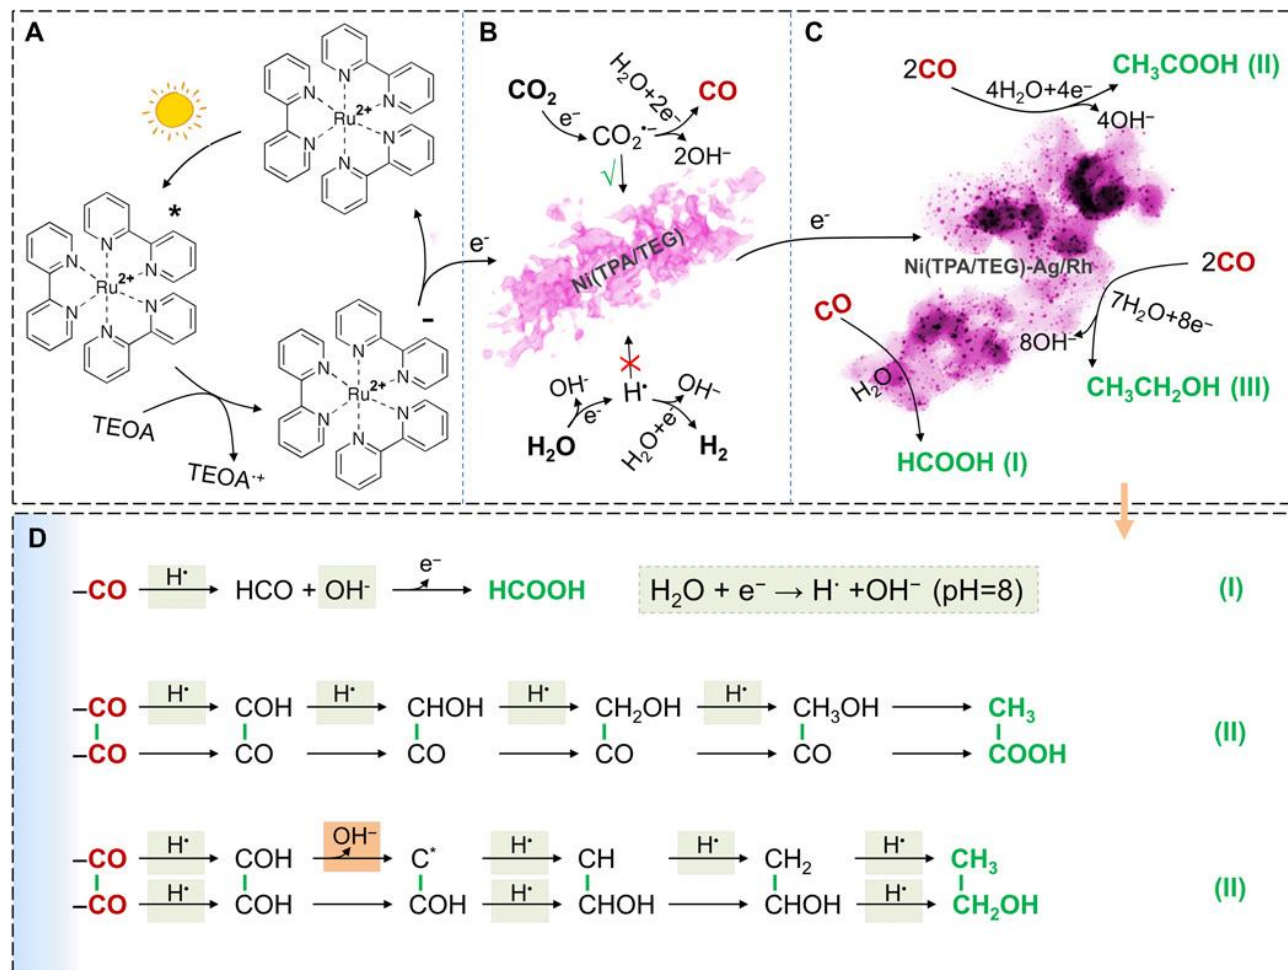 A
N
N
N
Ru2+
N
N
N
*
N
N
N
Ru2+
N
N
N
TEOA
TEOA·+
-
N
N
N
Ru2+
N
N
N
e-
B
CO2
e–
CO2•–
H2O+2e-
CO
2OH–
√
Ni(TPA/TEG)
OH-
H•
OH–
e-
H2O
H2O+e-
H2
e-
C
2CO
CH3COOH (II)
4H2O+4e–
4OH–
Ni(TPA/TEG)-Ag/Rh
2CO
CO
7H2O+8e–
8OH–
H2O
CH3CH2OH (III)
HCOOH (I)
D
–CO
H•
HCO + OH-
e–
HCOOH
H2O + e– → H· +OH– (pH=8)
(I)
H•
H•
H•
H•
–CO
COH
CHOH
CH2OH
CH3OH
CH3
–CO
CO
CO
CO
CO
COOH
(II)
H•
OH–
H•
H•
H•
–CO
COH
C*
CH
CH2
CH3
H•
H•
H•
–CO
COH
COH
CHOH
CHOH
CH2OH
(II)